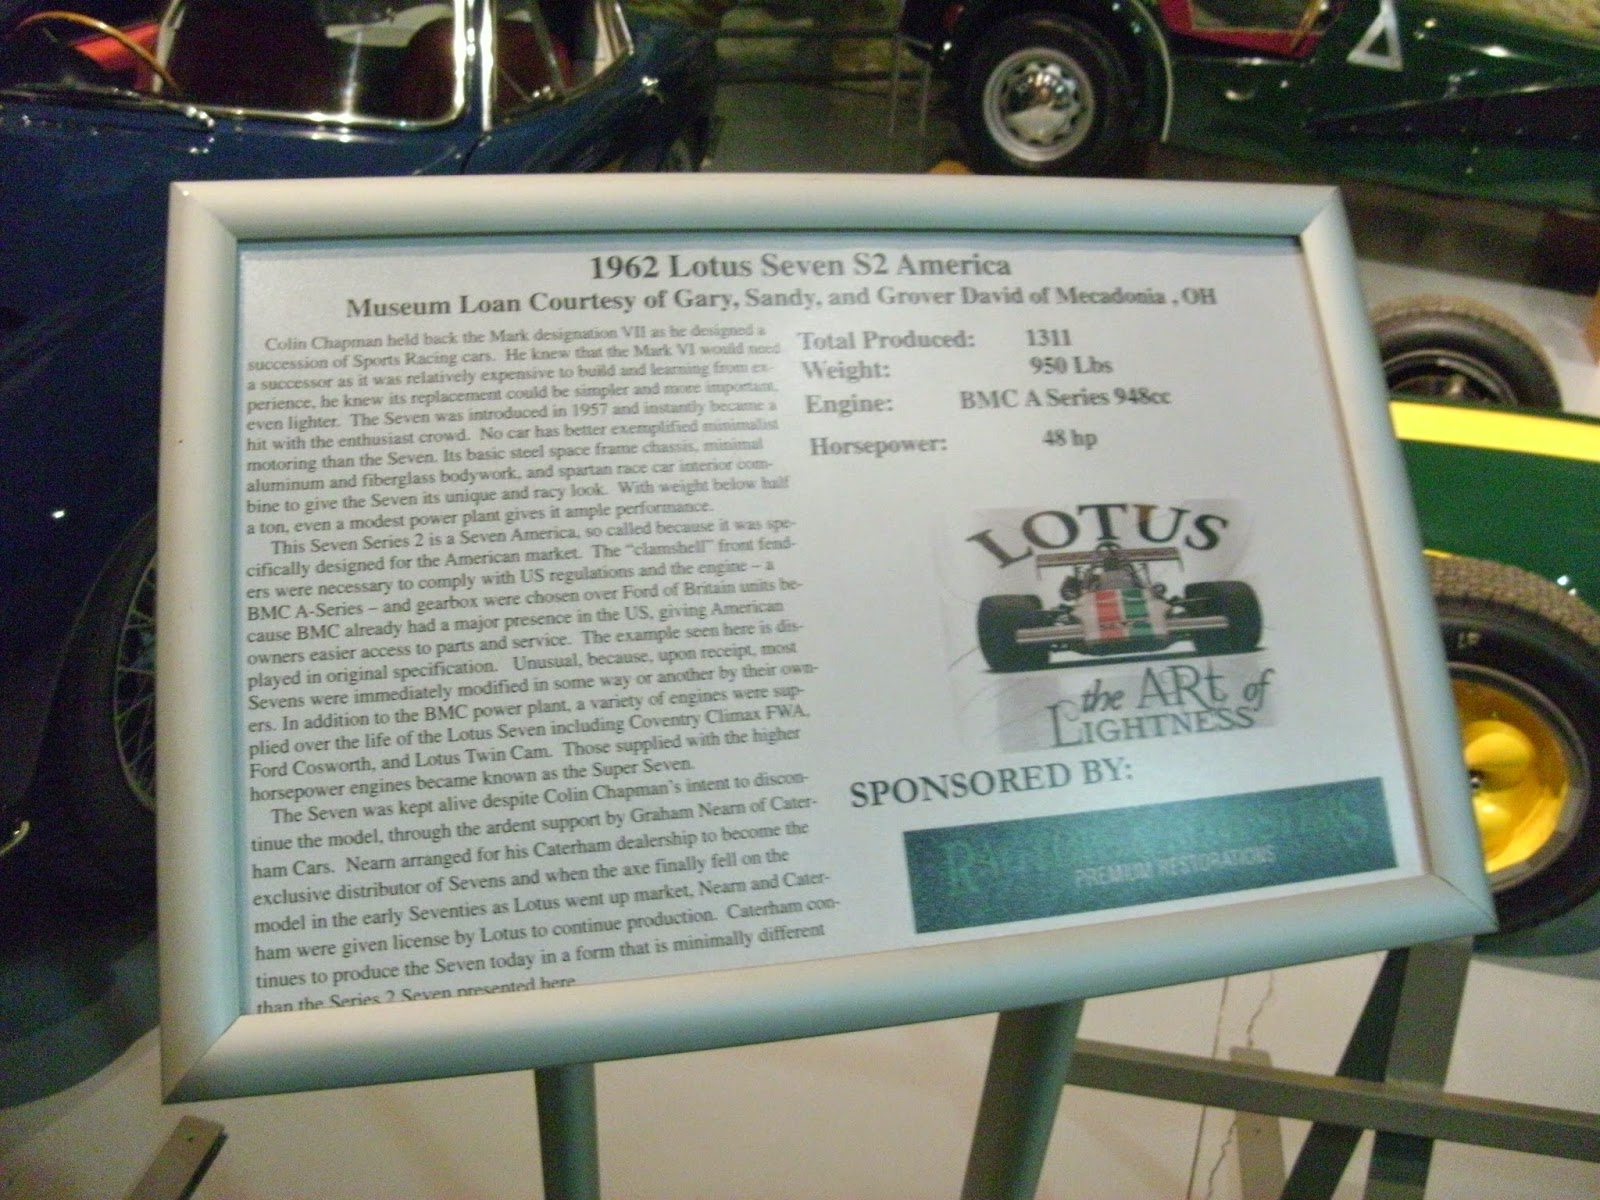 1962 Lotus Seven S2 America
Museum Loan Courtesy of Gary, Sandy, and Grover David of Mecadonia , OH
Colin Chapman held back the Mark designation VII as he designed a
succession of Sports Racing cars. He knew that the Mark VI would need
a successor as it was relatively expensive to build and learning from ex-
perience, he knew its replacement could be simpler and more important,
even lighter. The Seven was introduced in 1957 and instantly became a
hit with the enthusiast crowd. No car has better exemplified minimalist
motoring than the Seven. Its basic steel space frame chassis, minimal
aluminum and fiberglass bodywork, and spartan race car interior com-
bine to give the Seven its unique and racy look. With weight below half
a ton, even a modest power plant gives it ample performance.
This Seven Series 2 is a Seven America, so called because it was spe-
cifically designed for the American market. The "clamshell" front fend-
ers were necessary to comply with US regulations and the engine – a
BMC A-Series – and gearbox were chosen over Ford of Britain units be-
cause BMC already had a major presence in the US, giving American
owners easier access to parts and service. The example seen here is dis-
played in original specification. Unusual, because, upon receipt, most
Sevens were immediately modified in some way or another by their own-
ers. In addition to the BMC power plant, a variety of engines were sup-
plied over the life of the Lotus Seven including Coventry Climax FWA,
Ford Cosworth, and Lotus Twin Cam. Those supplied with the higher
horsepower engines became known as the Super Seven.
The Seven was kept alive despite Colin Chapman's intent to discon-
tinue the model, through the ardent support by Graham Nearn of Cater-
ham Cars. Nearn arranged for his Caterham dealership to become the
exclusive distributor of Sevens and when the axe finally fell on the
model in the early Seventies as Lotus went up market, Nearn and Cater-
ham were given license by Lotus to continue production. Caterham con-
tinues to produce the Seven today in a form that is minimally different
than the Series 2 Seven presented here
Total Produced: 1311
Weight: 950 Lbs
Engine: BMC A Series 948cc
Horsepower: 48 hp
LOTUS
the ART of
LIGHTNESS
SPONSORED BY:
PREMIUM RESTORATIONS